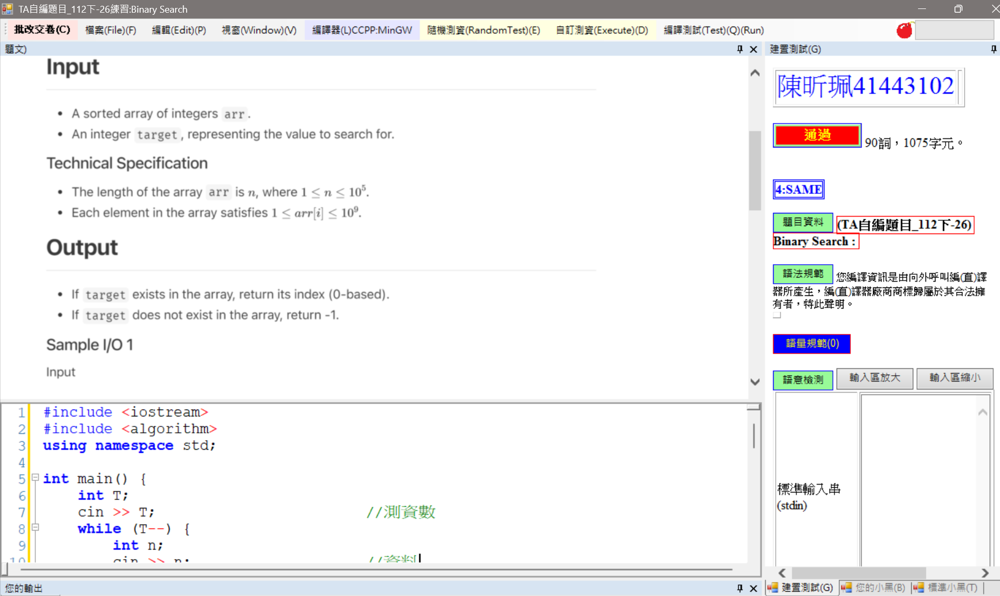 TA自編題目_112下-26練習:Binary Search
批改交卷(C) 檔案(File)(F) 編輯(Edit)(P) 視窗(Window)(V) 編譯器(L)CCPP:MinGW 隨機測資(RandomTest)(E) 自訂測資(Execute)(D) 編譯測試(Test)(Q)(Run)
題文)
Input
• A sorted array of integers arr.
• An integer target, representing the value to search for.
Technical Specification
• The length of the array arr is n, where 1 ≤ n ≤ 10⁵.
• Each element in the array satisfies 1 ≤ arr[i] ≤ 10⁹.
Output
• If target exists in the array, return its index (0-based).
• If target does not exist in the array, return -1.
Sample I/O 1
Input
1 #include <iostream>
2 #include <algorithm>
3 using namespace std;
4
5 int main() {
6 int T;
7 cin >> T; //測資數
8 while (T--) {
9 int n;
10 cin >> n; //資料
您的輸出
建置測試(G)
陳昕珮41443102
通過 90詞，1075字元。
4:SAME
題目資料 (TA自編題目_112下-26)
Binary Search :
語法規範 您編譯資訊是由向外呼叫編(直)譯
器所產生，編(直)譯器廠商商標歸屬於其合法擁
有者，特此聲明。
語量規範(0)
語意檢測 輸入區放大 輸入區縮小
標準輸入串
(stdin)
建置測試(G) 您的小黑(B) 標準小黑(T)